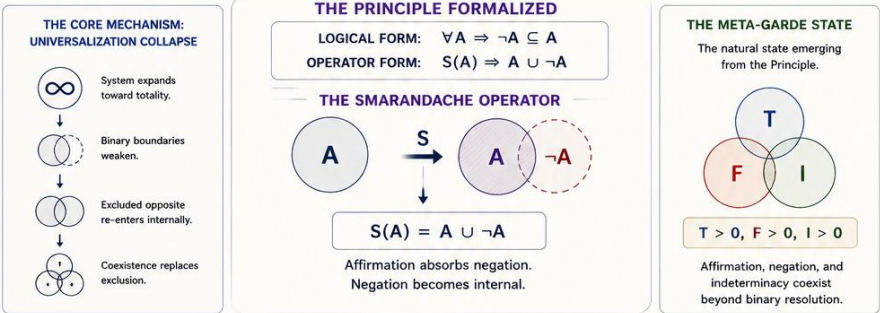 THE CORE MECHANISM:
UNIVERSALIZATION COLLAPSE
∞
System expands
toward totality.
Binary boundaries
weaken.
Excluded opposite
re-enters internally.
Coexistence replaces
exclusion.
THE PRINCIPLE FORMALIZED
LOGICAL FORM: ∀A ⇒ ¬A ⊆ A
OPERATOR FORM: S(A) ⇒ A ∪ ¬A
THE SMARANDACHE OPERATOR
A
S
A
¬A
S(A) = A ∪ ¬A
Affirmation absorbs negation.
Negation becomes internal.
THE META-GARDE STATE
The natural state emerging
from the Principle.
T
F
I
T > 0, F > 0, I > 0
Affirmation, negation, and
indeterminacy coexist
beyond binary resolution.